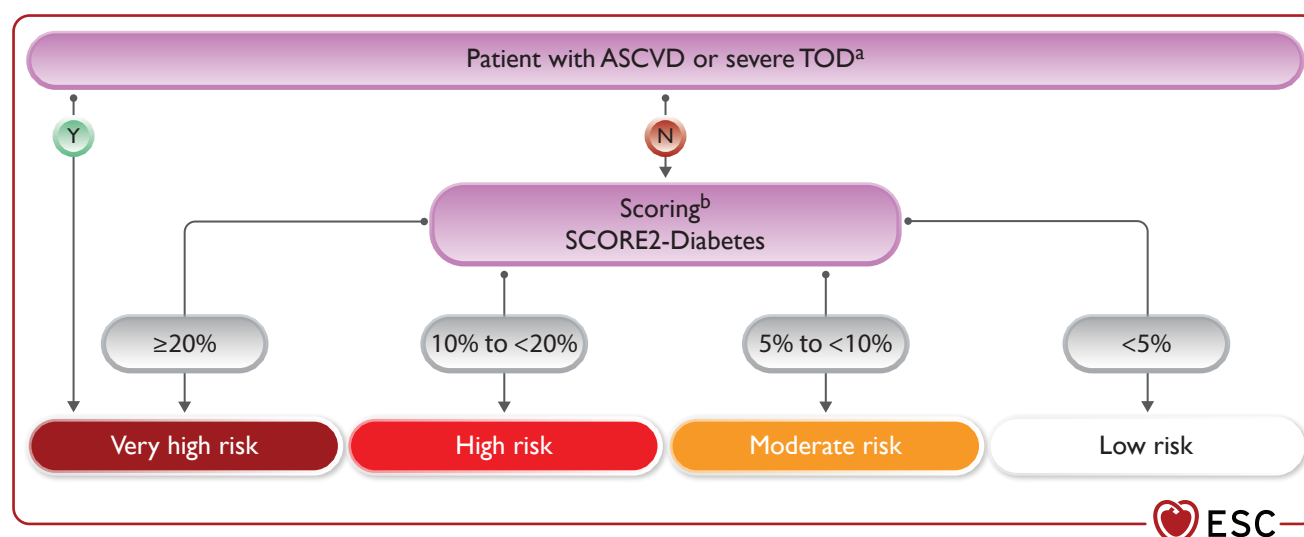 Patient with ASCVD or severe TODᵃ
Y
N
Scoringᵇ
SCORE2-Diabetes
≥20%
10% to <20%
5% to <10%
<5%
Very high risk
High risk
Moderate risk
Low risk
ESC